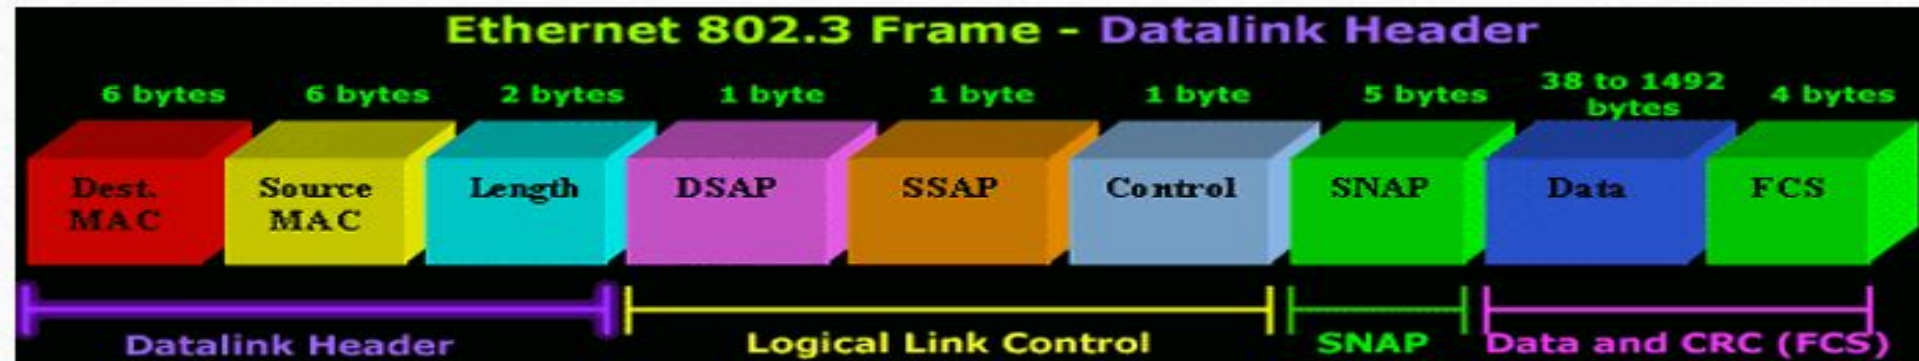 Ethernet 802.3 Frame - Datalink Header
6 bytes 6 bytes 2 bytes 1 byte 1 byte 1 byte 5 bytes 38 to 1492 bytes 4 bytes
Dest. MAC
Source MAC
Length
DSAP
SSAP
Control
SNAP
Data
FCS
Datalink Header
Logical Link Control
SNAP
Data and CRC (FCS)